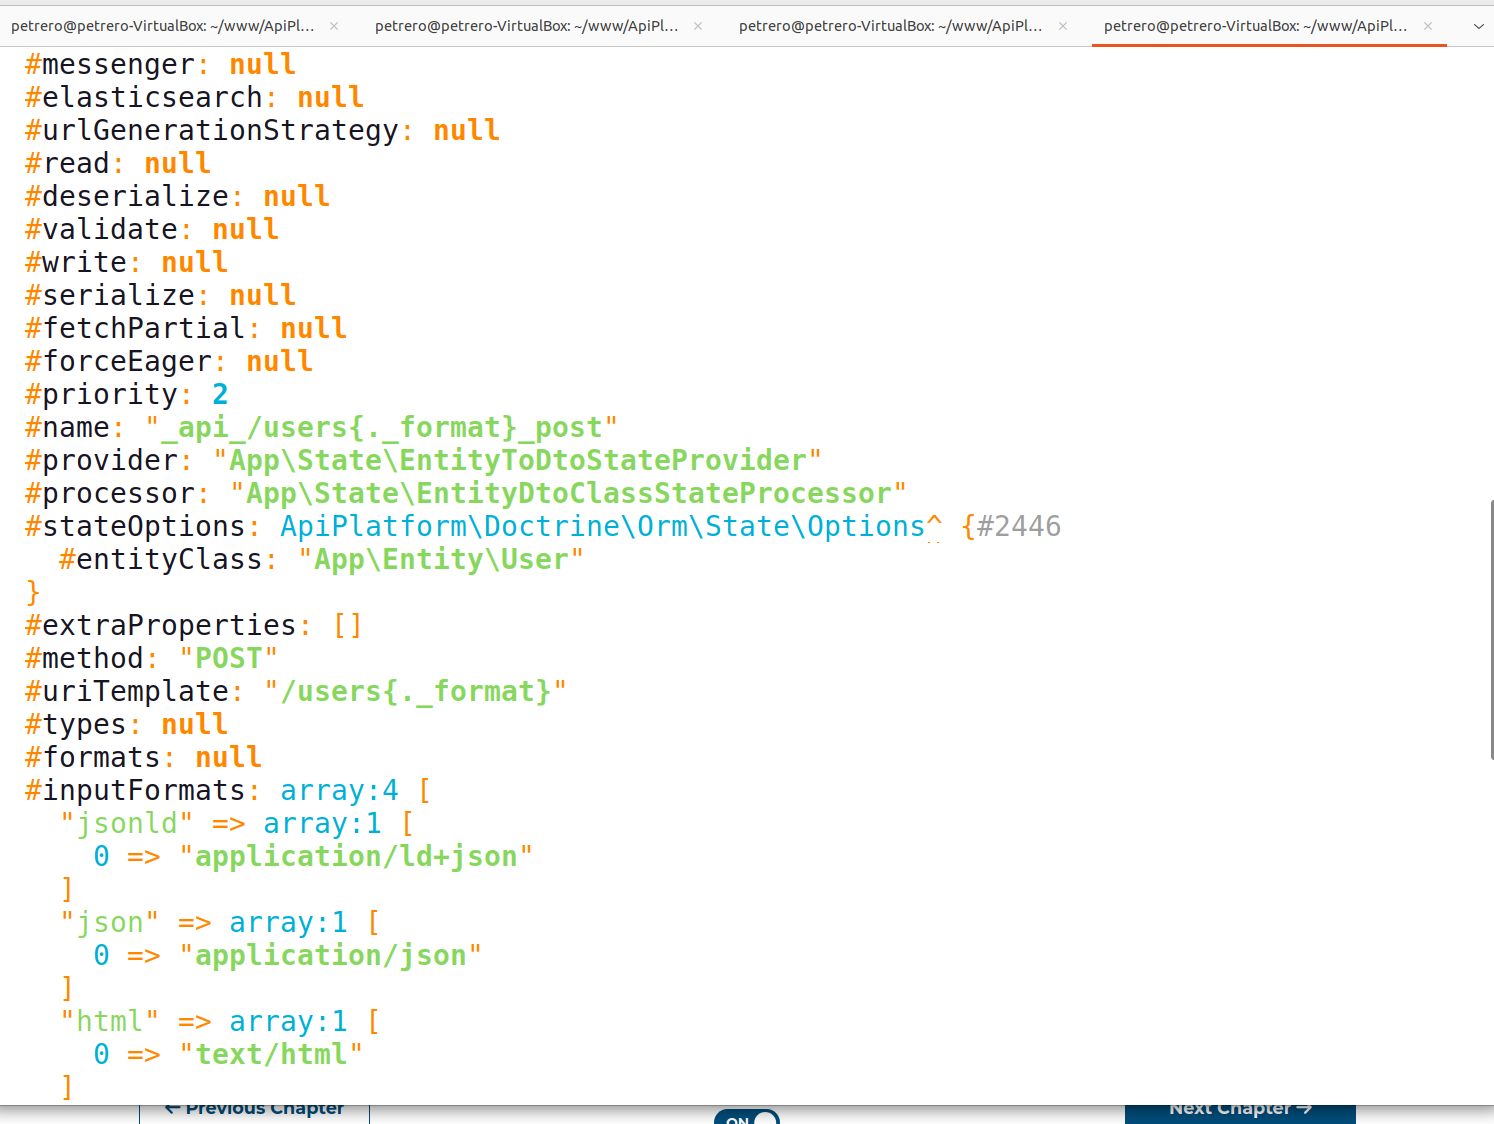 petrero@petrero-VirtualBox: ~/www/ApiPl... × petrero@petrero-VirtualBox: ~/www/ApiPl... × petrero@petrero-VirtualBox: ~/www/ApiPl... × petrero@petrero-VirtualBox: ~/www/ApiPl... ×
#messenger: null
#elasticsearch: null
#urlGenerationStrategy: null
#read: null
#deserialize: null
#validate: null
#write: null
#serialize: null
#fetchPartial: null
#forceEager: null
#priority: 2
#name: "_api_/users{._format}_post"
#provider: "App\State\EntityToDtoStateProvider"
#processor: "App\State\EntityDtoClassStateProcessor"
#stateOptions: ApiPlatform\Doctrine\Orm\State\Options^ {#2446
  #entityClass: "App\Entity\User"
}
#extraProperties: []
#method: "POST"
#uriTemplate: "/users{._format}"
#types: null
#formats: null
#inputFormats: array:4 [
  "jsonld" => array:1 [
    0 => "application/ld+json"
  ]
  "json" => array:1 [
    0 => "application/json"
  ]
  "html" => array:1 [
    0 => "text/html"
  ]
← Previous Chapter ON Next Chapter →